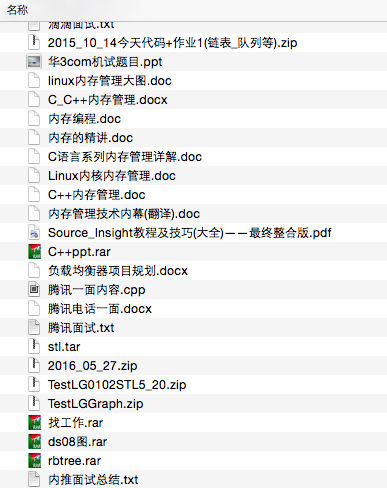 名称
滴滴面试.txt
2015_10_14今天代码+作业1(链表_队列等).zip
华3com机试题目.ppt
linux内存管理大图.doc
C_C++内存管理.docx
内存编程.doc
内存的精讲.doc
C语言系列内存管理详解.doc
Linux内核内存管理.doc
C++内存管理.doc
内存管理技术内幕(翻译).doc
Source_Insight教程及技巧(大全)——最终整合版.pdf
C++ppt.rar
负载均衡器项目规划.docx
腾讯一面内容.cpp
腾讯电话一面.docx
腾讯面试.txt
stl.tar
2016_05_27.zip
TestLG0102STL5_20.zip
TestLGGraph.zip
找工作.rar
ds08图.rar
rbtree.rar
内推面试总结.txt